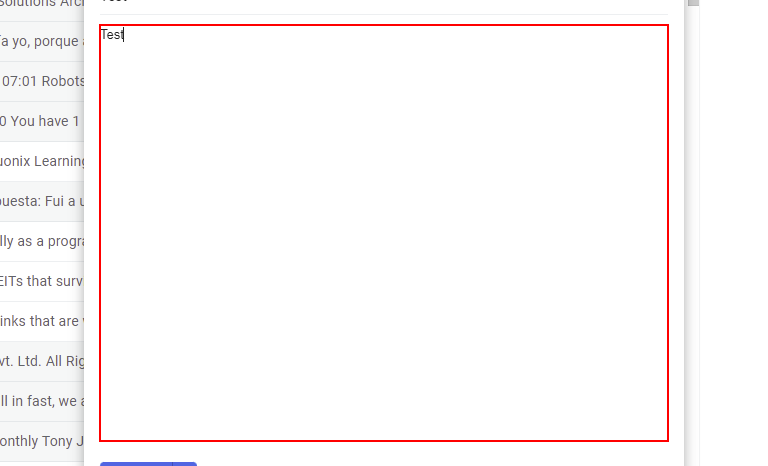 Test
Solutions Arc
a yo, porque
Test
07:01 Robots
0 You have 1
uonix Learning
puesta: Fui a u
lly as a progra
EITs that surv
inks that are
vt. Ltd. All Rig
ll in fast, we a
onthly Tony J